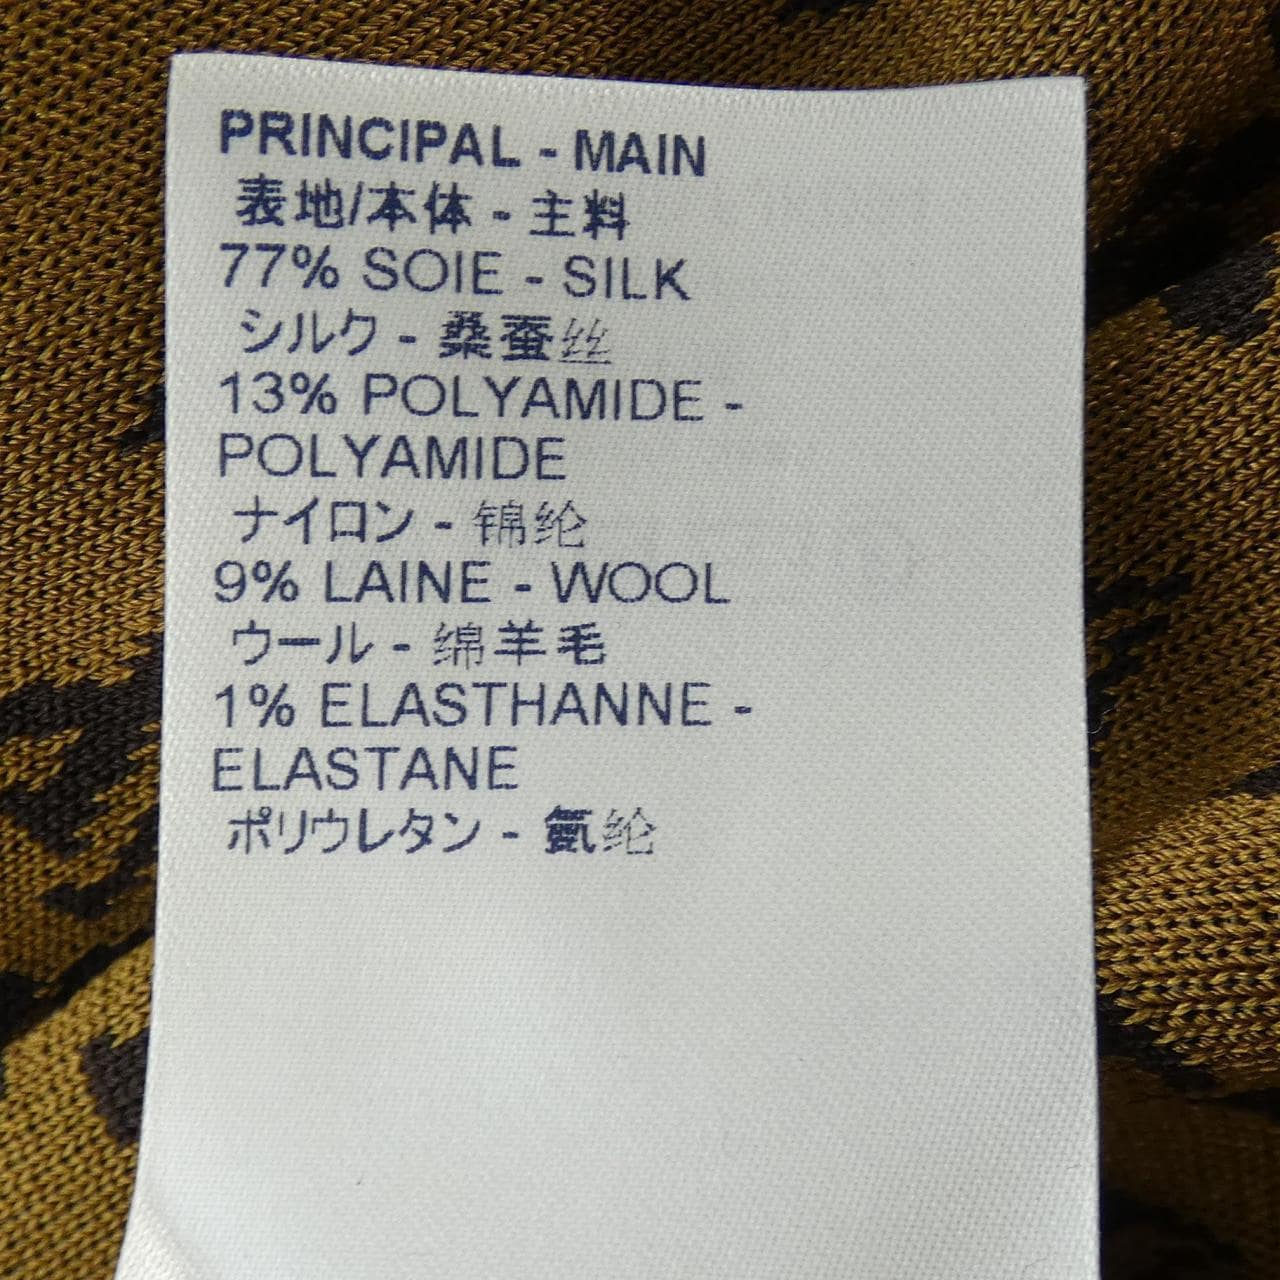 PRINCIPAL - MAIN
表地/本体 - 主料
77% SOIE - SILK
シルク - 桑蚕丝
13% POLYAMIDE -
POLYAMIDE
ナイロン - 锦纶
9% LAINE - WOOL
ウール - 绵羊毛
1% ELASTHANNE -
ELASTANE
ポリウレタン - 氨纶